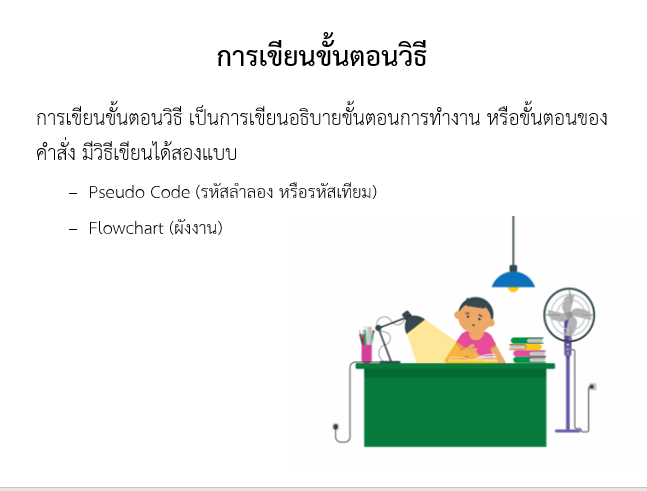 การเขียนขั้นตอนวิธี
การเขียนขั้นตอนวิธี เป็นการเขียนอธิบายขั้นตอนการทำงาน หรือขั้นตอนของ
คำสั่ง มีวิธีเขียนได้สองแบบ
– Pseudo Code (รหัสลำลอง หรือรหัสเทียม)
– Flowchart (ผังงาน)